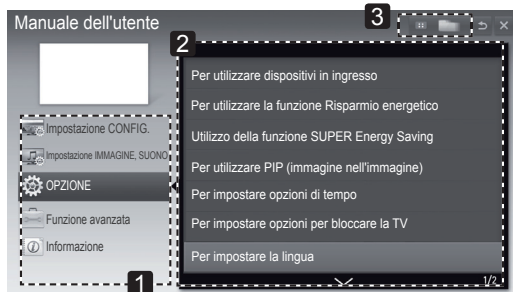 Manuale dell'utente
3
2
Per utilizzare dispositivi in ingresso
Per utilizzare la funzione Risparmio energetico
Utilizzo della funzione SUPER Energy Saving
Per utilizzare PIP (immagine nell'immagine)
Per impostare opzioni di tempo
Per impostare opzioni per bloccare la TV
Per impostare la lingua
1/2
Impostazione CONFIG.
Impostazione IMMAGINE, SUONO
OPZIONE
Funzione avanzata
Informazione
1